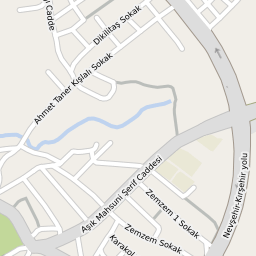 i Cadde
Dikilitaş Sokak
Ahmet Taner Kışlalı Sokak
Aşık Mahsuni Şerif Caddesi
Nevşehir-Kırşehir yolu
Zemzem 1 Sokak
Zemzem Sokak
Karakol